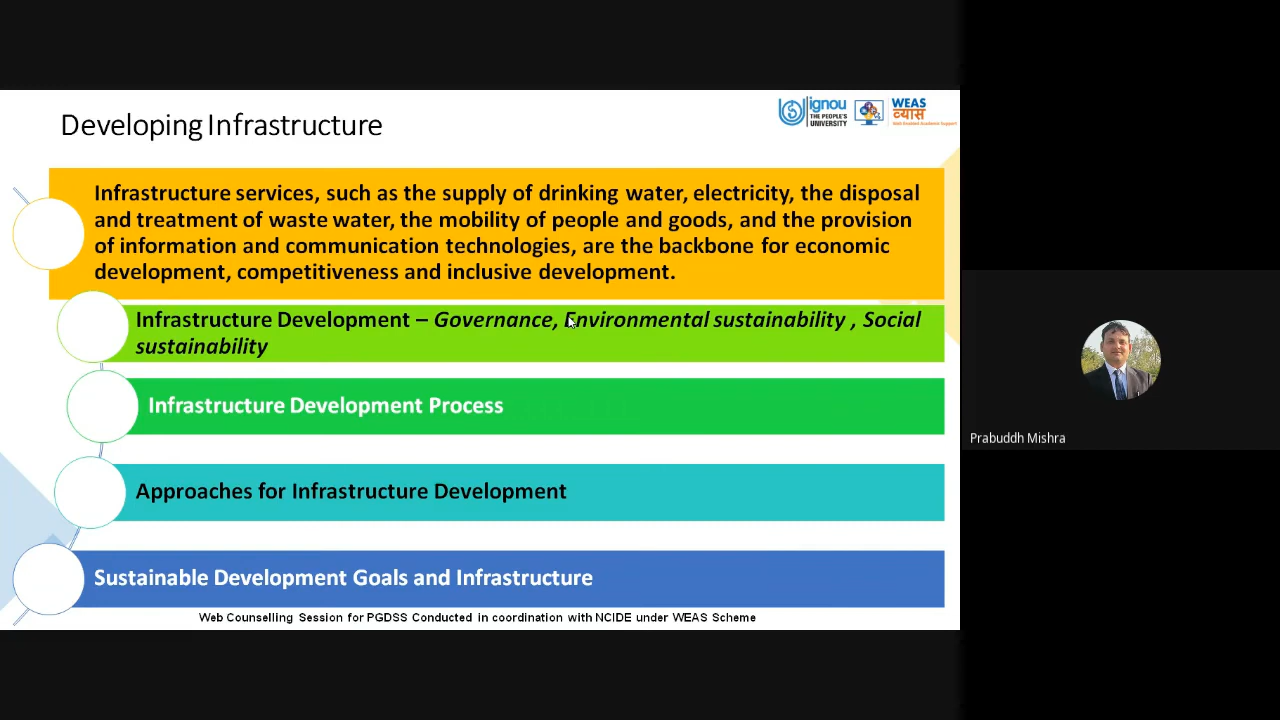 Developing Infrastructure
ignou
THE PEOPLE'S
UNIVERSITY
WEAS
व्यास
Web Enabled Academic Support
Infrastructure services, such as the supply of drinking water, electricity, the disposal
and treatment of waste water, the mobility of people and goods, and the provision
of information and communication technologies, are the backbone for economic
development, competitiveness and inclusive development.
Infrastructure Development – Governance, Environmental sustainability , Social
sustainability
Infrastructure Development Process
Approaches for Infrastructure Development
Sustainable Development Goals and Infrastructure
Web Counselling Session for PGDSS Conducted in coordination with NCIDE under WEAS Scheme
Prabuddh Mishra